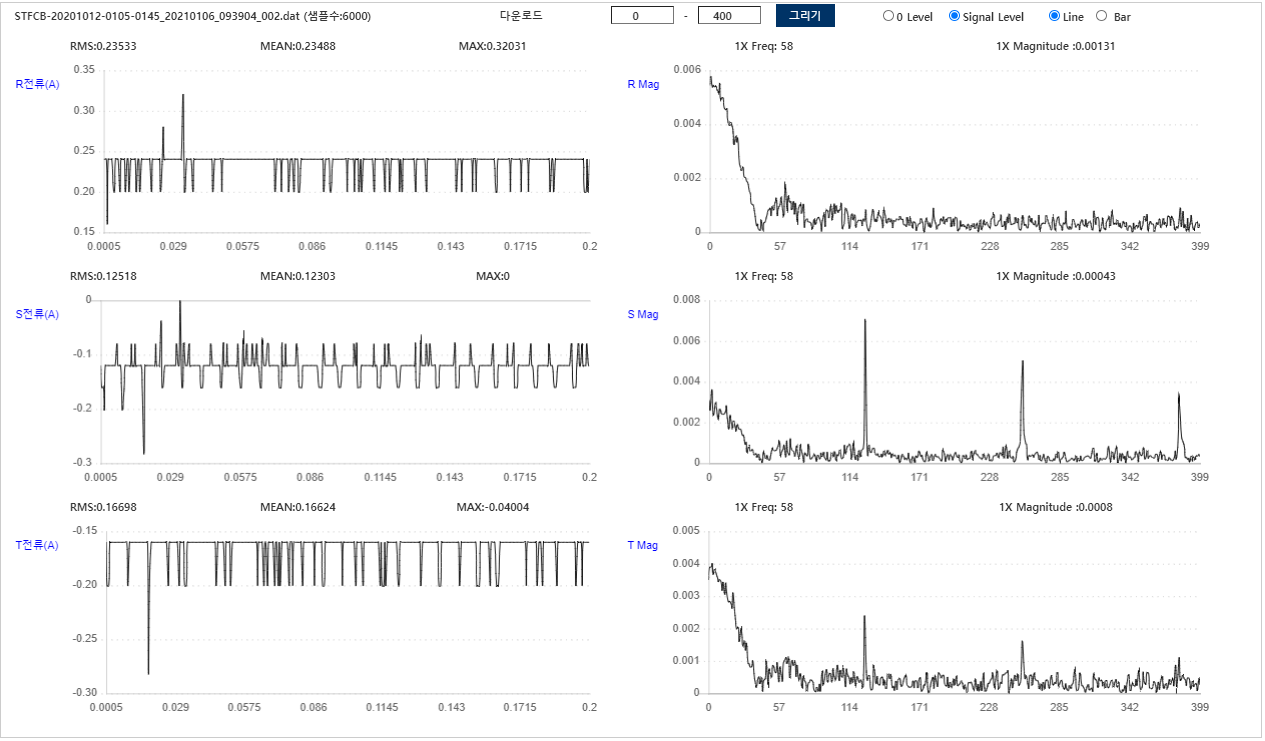 STFCB-20201012-0105-0145_20210106_093904_002.dat (샘플수:6000) 다운로드 0 - 400 그리기 0 Level Signal Level Line Bar
RMS:0.23533 MEAN:0.23488 MAX:0.32031 1X Freq: 58 1X Magnitude :0.00131
R전류(A)
0.35
0.30
0.25
0.20
0.15
0.0005 0.029 0.0575 0.086 0.1145 0.143 0.1715 0.2
R Mag
0.006
0.004
0.002
0
0 57 114 171 228 285 342 399
RMS:0.12518 MEAN:0.12303 MAX:0 1X Freq: 58 1X Magnitude :0.00043
S전류(A)
0
-0.1
-0.2
-0.3
0.0005 0.029 0.0575 0.086 0.1145 0.143 0.1715 0.2
S Mag
0.008
0.006
0.004
0.002
0
0 57 114 171 228 285 342 399
RMS:0.16698 MEAN:0.16624 MAX:-0.04004 1X Freq: 58 1X Magnitude :0.0008
T전류(A)
-0.15
-0.20
-0.25
-0.30
0.0005 0.029 0.0575 0.086 0.1145 0.143 0.1715 0.2
T Mag
0.005
0.004
0.003
0.002
0.001
0
0 57 114 171 228 285 342 399